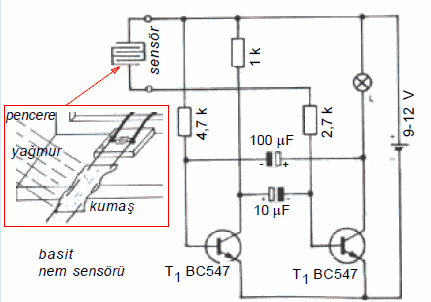 sensör
1 k
L
9-12 V
pencere
yağmur
kumaş
4,7 k
2,7 k
100 µF
- +
+ -
10 µF
T1 BC547
T1 BC547
+
-
basit
nem sensörü